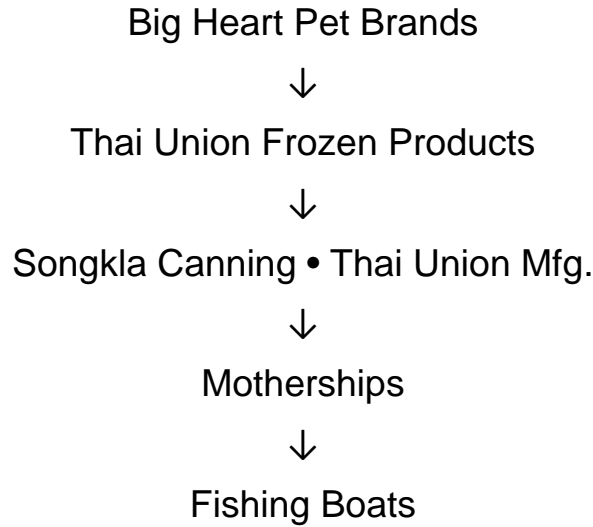 Big Heart Pet Brands
↓
Thai Union Frozen Products
↓
Songkla Canning • Thai Union Mfg.
↓
Motherships
↓
Fishing Boats